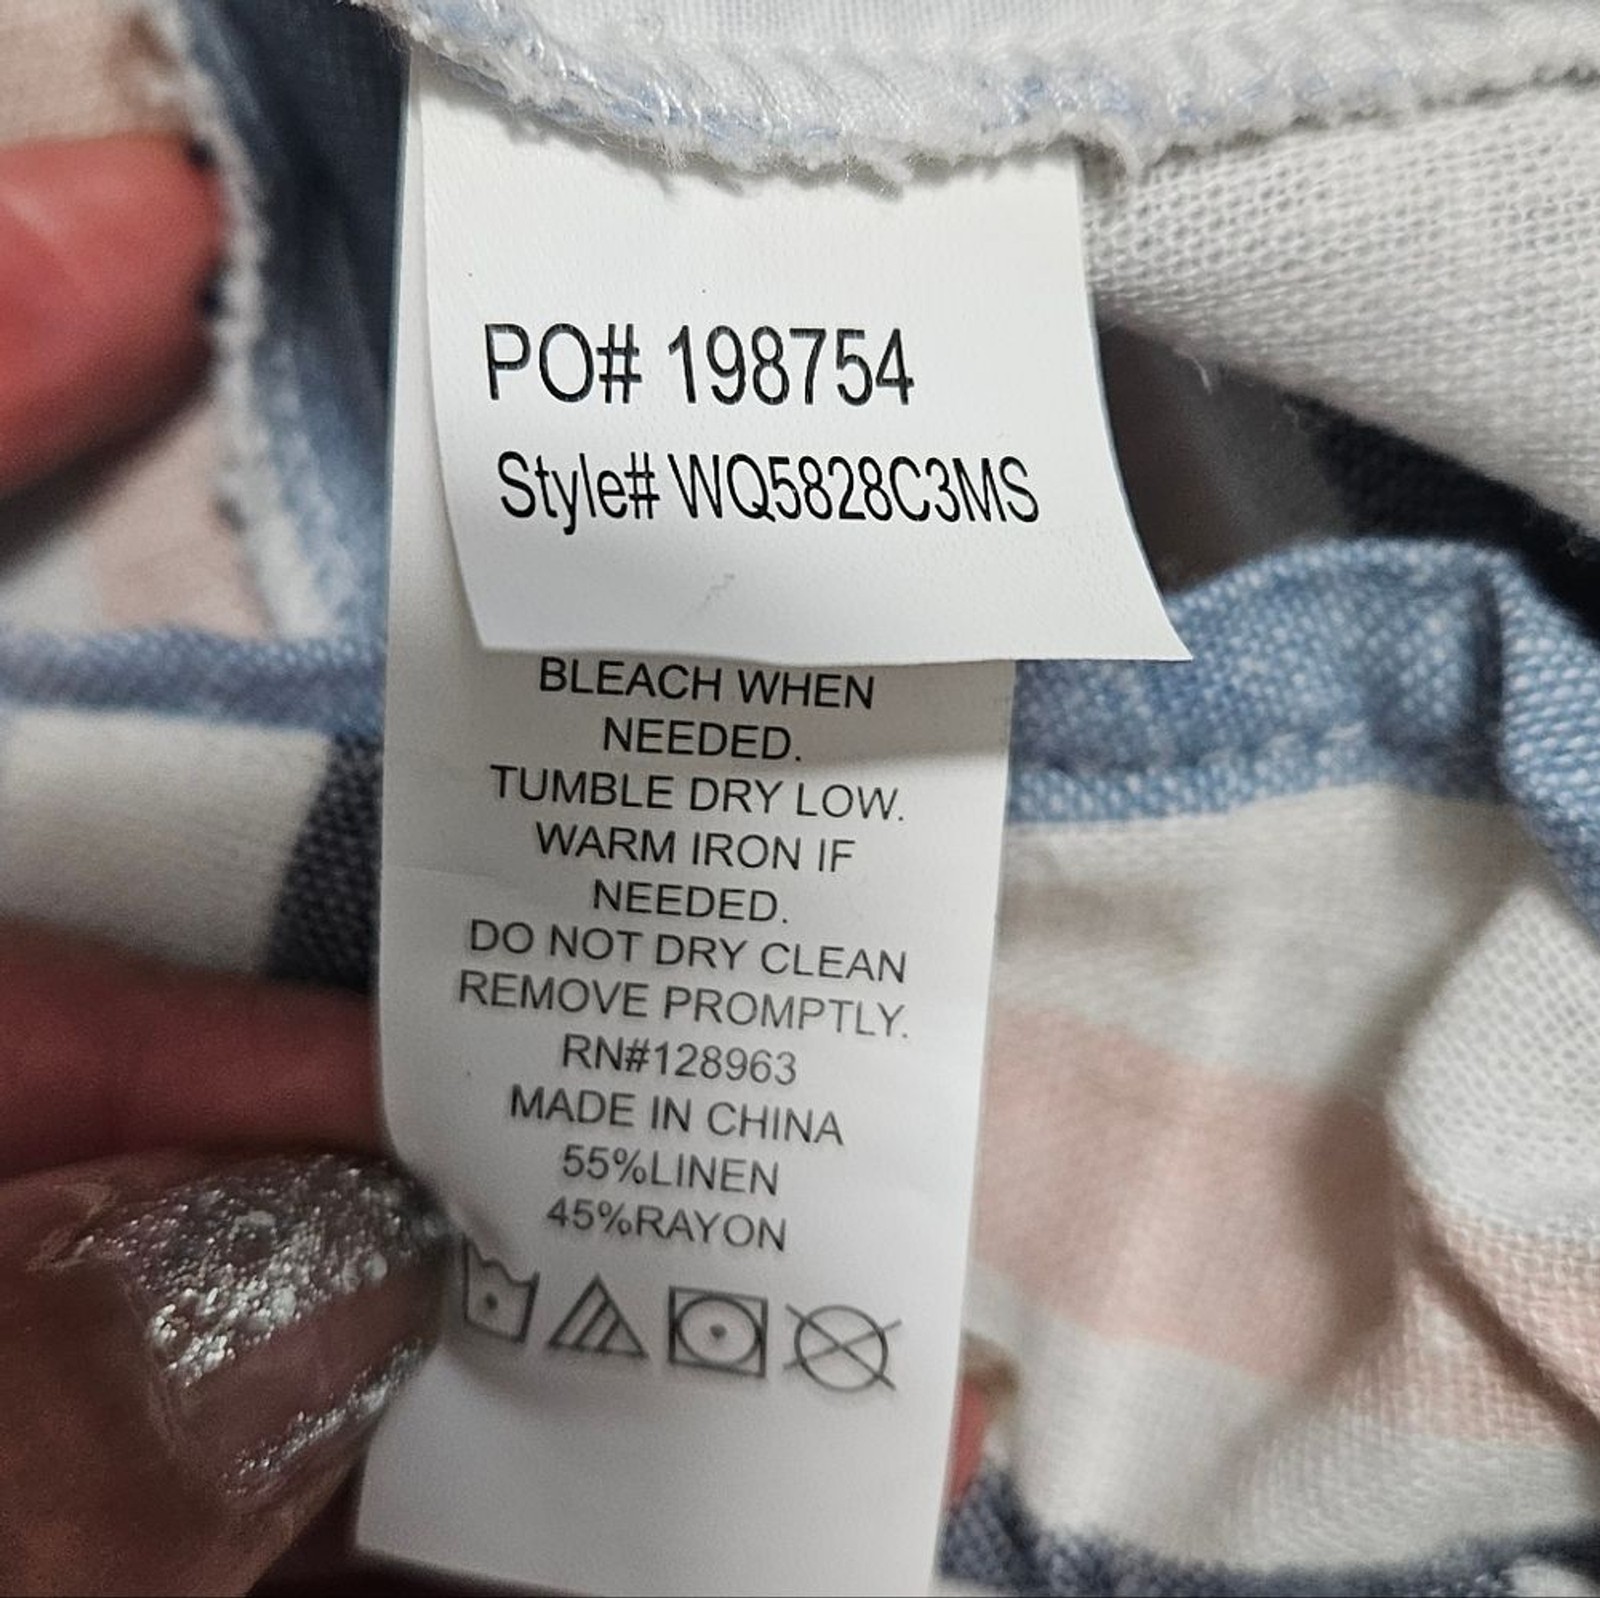 PO# 198754
Style# WQ5828C3MS
BLEACH WHEN
NEEDED.
TUMBLE DRY LOW.
WARM IRON IF
NEEDED.
DO NOT DRY CLEAN
REMOVE PROMPTLY.
RN#128963
MADE IN CHINA
55%LINEN
45%RAYON